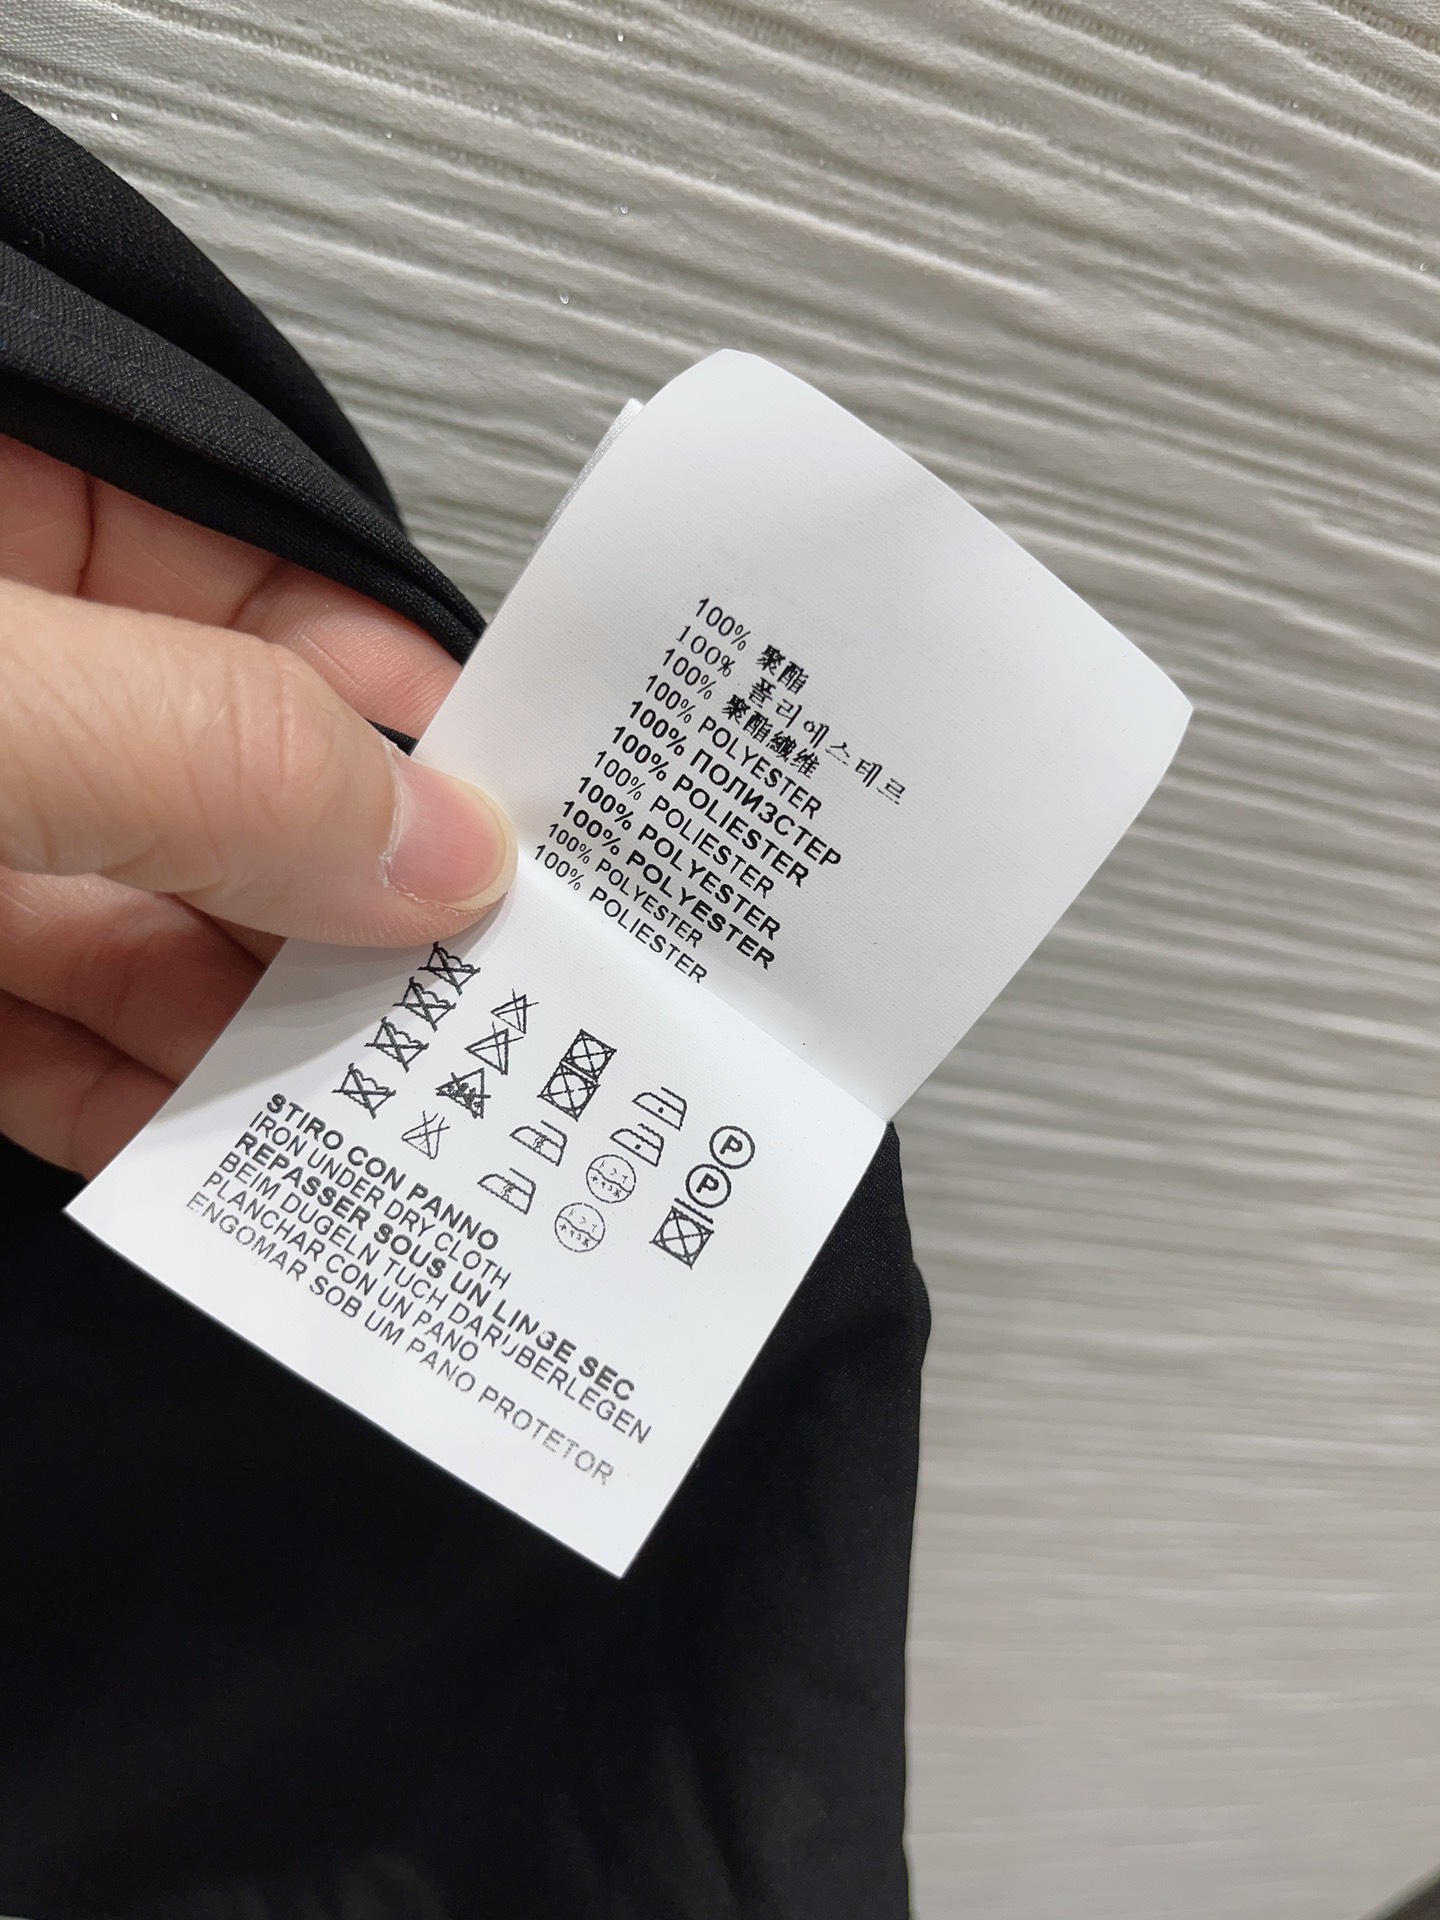 100% 聚酯
100% 폴리에스테르
100% 聚酯纖维
100% POLYESTER
100% ПОЛИЗСТЕР
100% POLIESTER
100% POLIESTER
100% POLYESTER
100% POLYESTER
100% POLYESTER
100% POLIESTER
P
P
STIRO CON PANNO
IRON UNDER DRY CLOTH
REPASSER SOUS UN LINGE SEC
BEIM DUGELN TUCH DARUBERLEGEN
PLANCHAR CON UN PANO
ENGOMAR SOB UM PANO PROTETOR